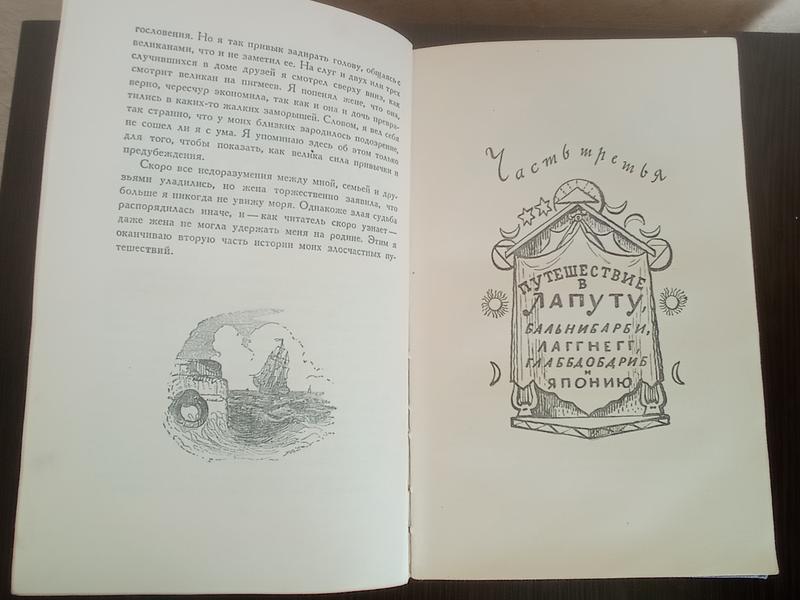 гословения. Но я так привык задирать голову, общаясь с
великанами, что и не заметил ее. На слуг и двух или трех
случившихся в доме друзей я смотрел сверху вниз, как
смотрит великан на пигмеев. Я попенял жене, что она,
верно, чересчур экономила, так как и она и дочь превра-
тились в каких-то жалких заморышей. Словом, я вел себя
так странно, что у моих близких зародилось подозрение,
не сошел ли я с ума. Я упоминаю здесь об этом только
для того, чтобы показать, как велика сила привычки и
предубеждения.
Скоро все недоразумения между мной, семьей и дру-
зьями уладились, но жена торжественно заявила, что
больше я никогда не увижу моря. Однакоже злая судьба
распорядилась иначе, и — как читатель скоро узнает —
даже жена не могла удержать меня на родине. Этим я
оканчиваю вторую часть истории моих злосчастных пу-
тешествий.
Часть третья
ПУТЕШЕСТВИЕ
В
ЛАПУТУ,
БАЛЬНИБАРБИ,
ЛАГГНЕГГ,
ГЛАББДОБДРИБ
И
ЯПОНИЮ